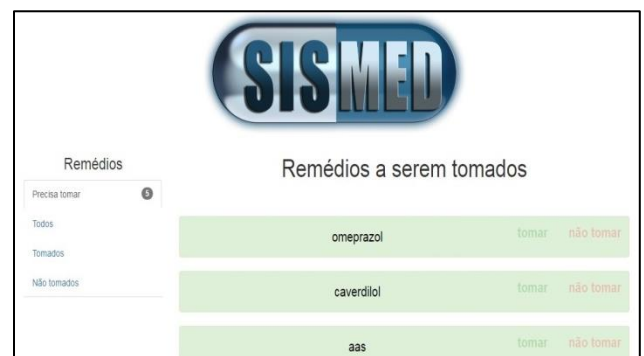 SISMED
Remédios
Precisa tomar 5
Todos
Tomados
Não tomados
Remédios a serem tomados
omeprazol tomar não tomar
caverdilol tomar não tomar
aas tomar não tomar